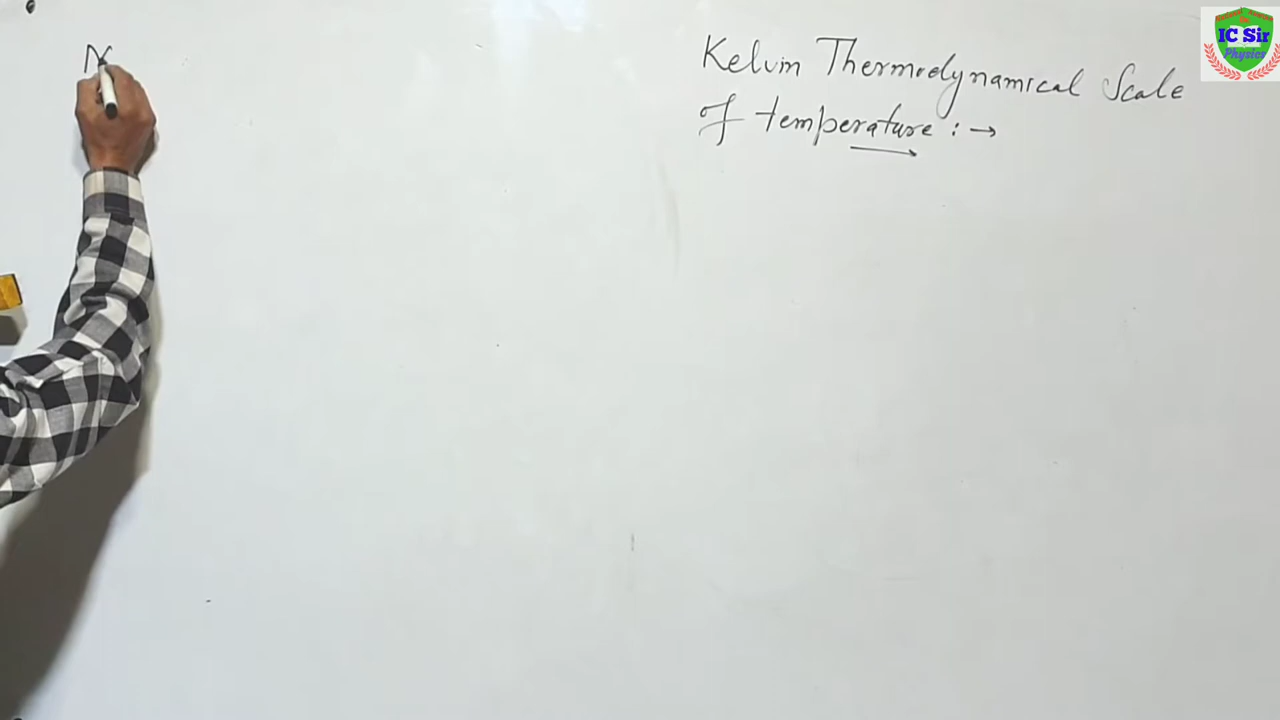 Kelvin Thermodynamical Scale
of temperature : →
IC Sir
Physics